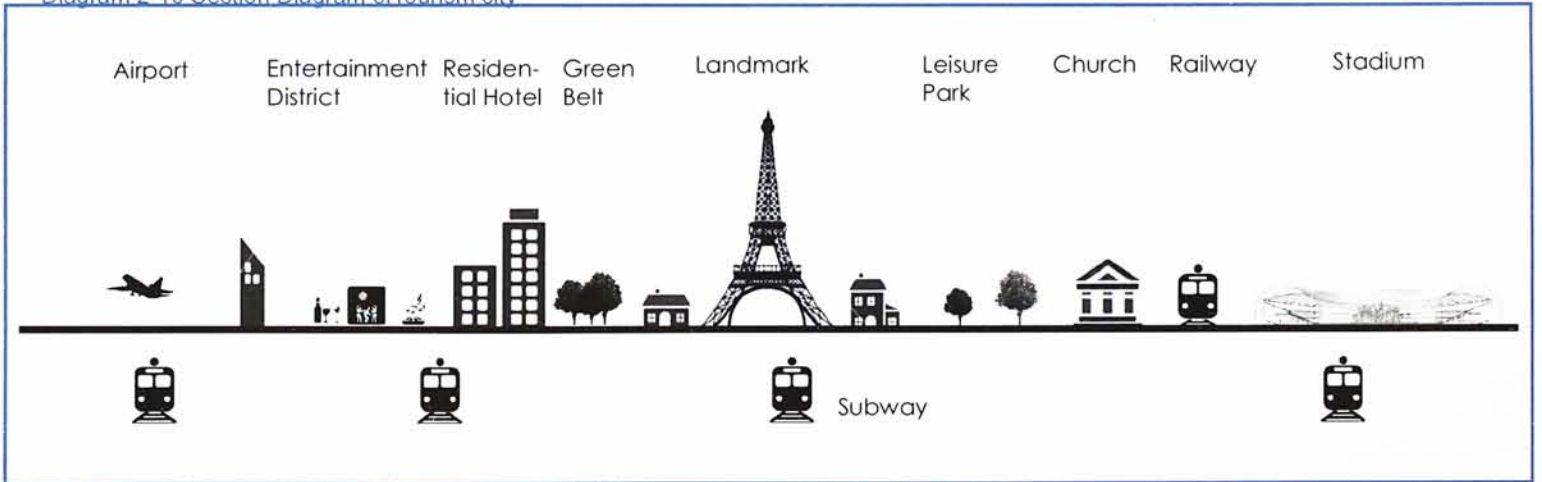 Airport
Entertainment
District
Residen-
tial Hotel
Green
Belt
Landmark
Leisure
Park
Church
Railway
Stadium
Subway